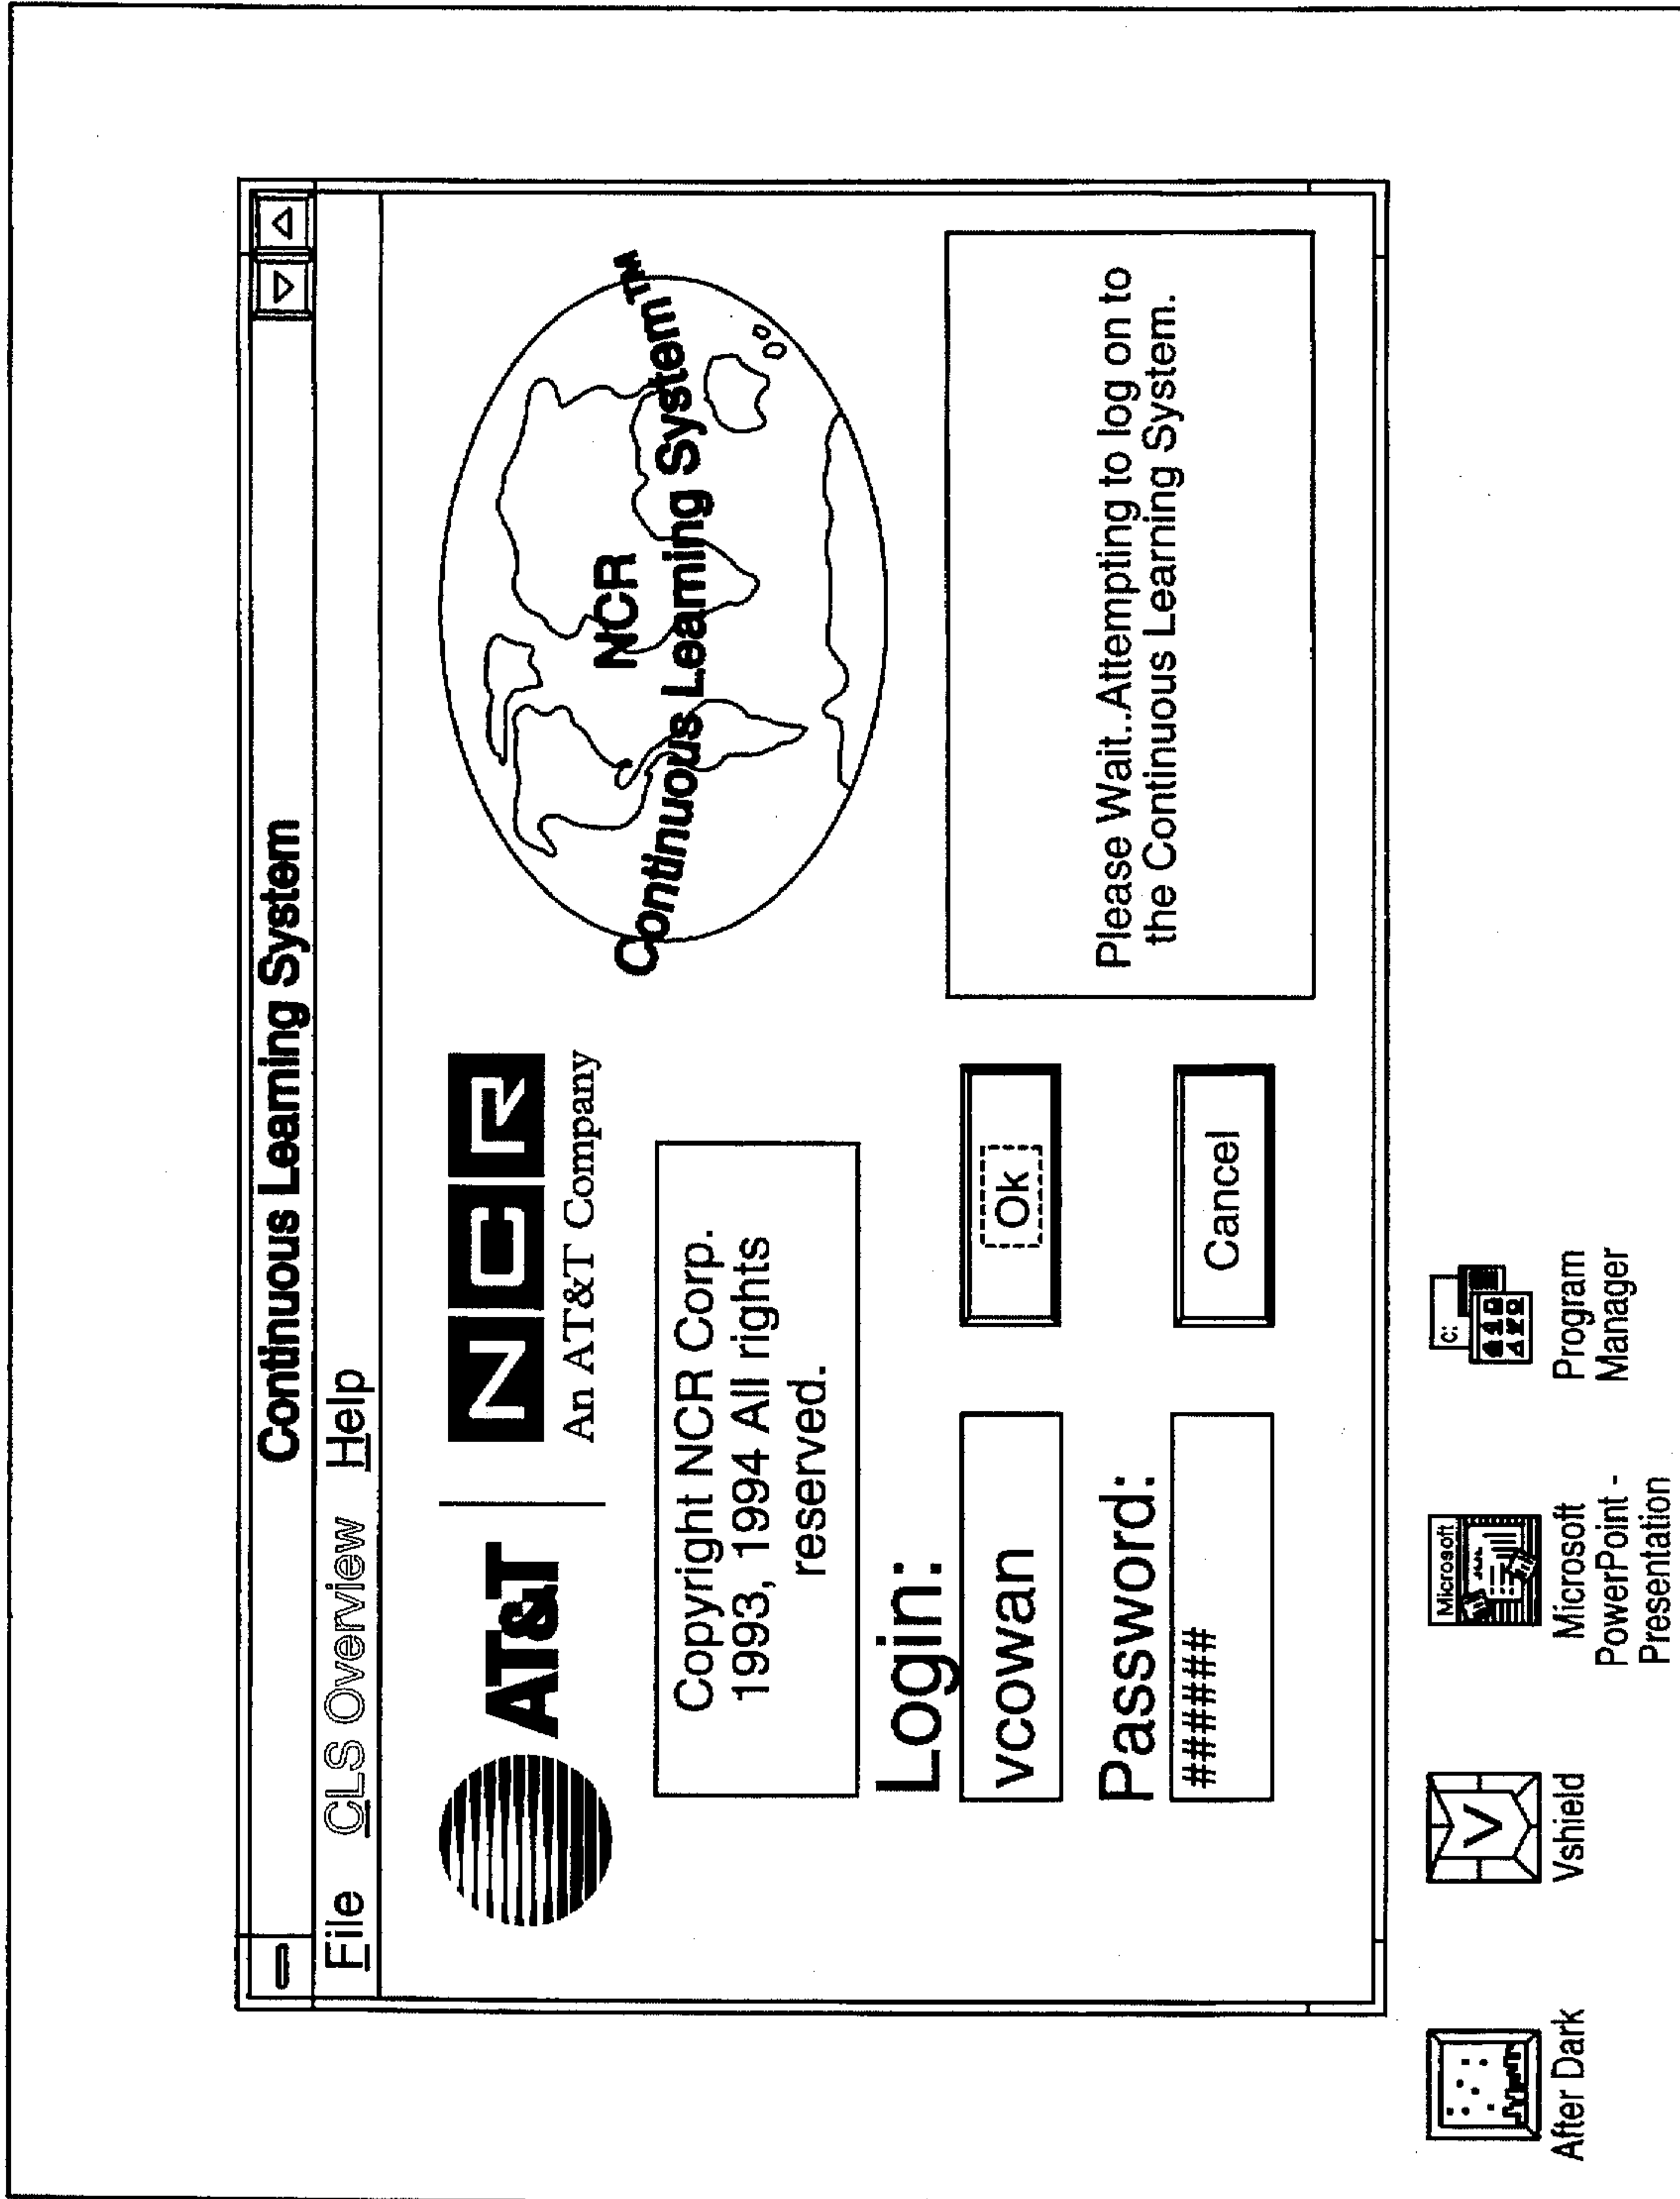 Continuous Learning System
File CLS Overview Help
AT&T
NCR
An AT&T Company
Copyright NCR Corp.
1993, 1994 All rights
reserved.
NCR
Continuous Learning System™
Login:
vcowan
Ok
Password:
######
Cancel
Please Wait..Attempting to log on to
the Continuous Learning System.
After Dark
V
Vshield
Microsoft
Microsoft
PowerPoint -
Presentation
C:
Program
Manager